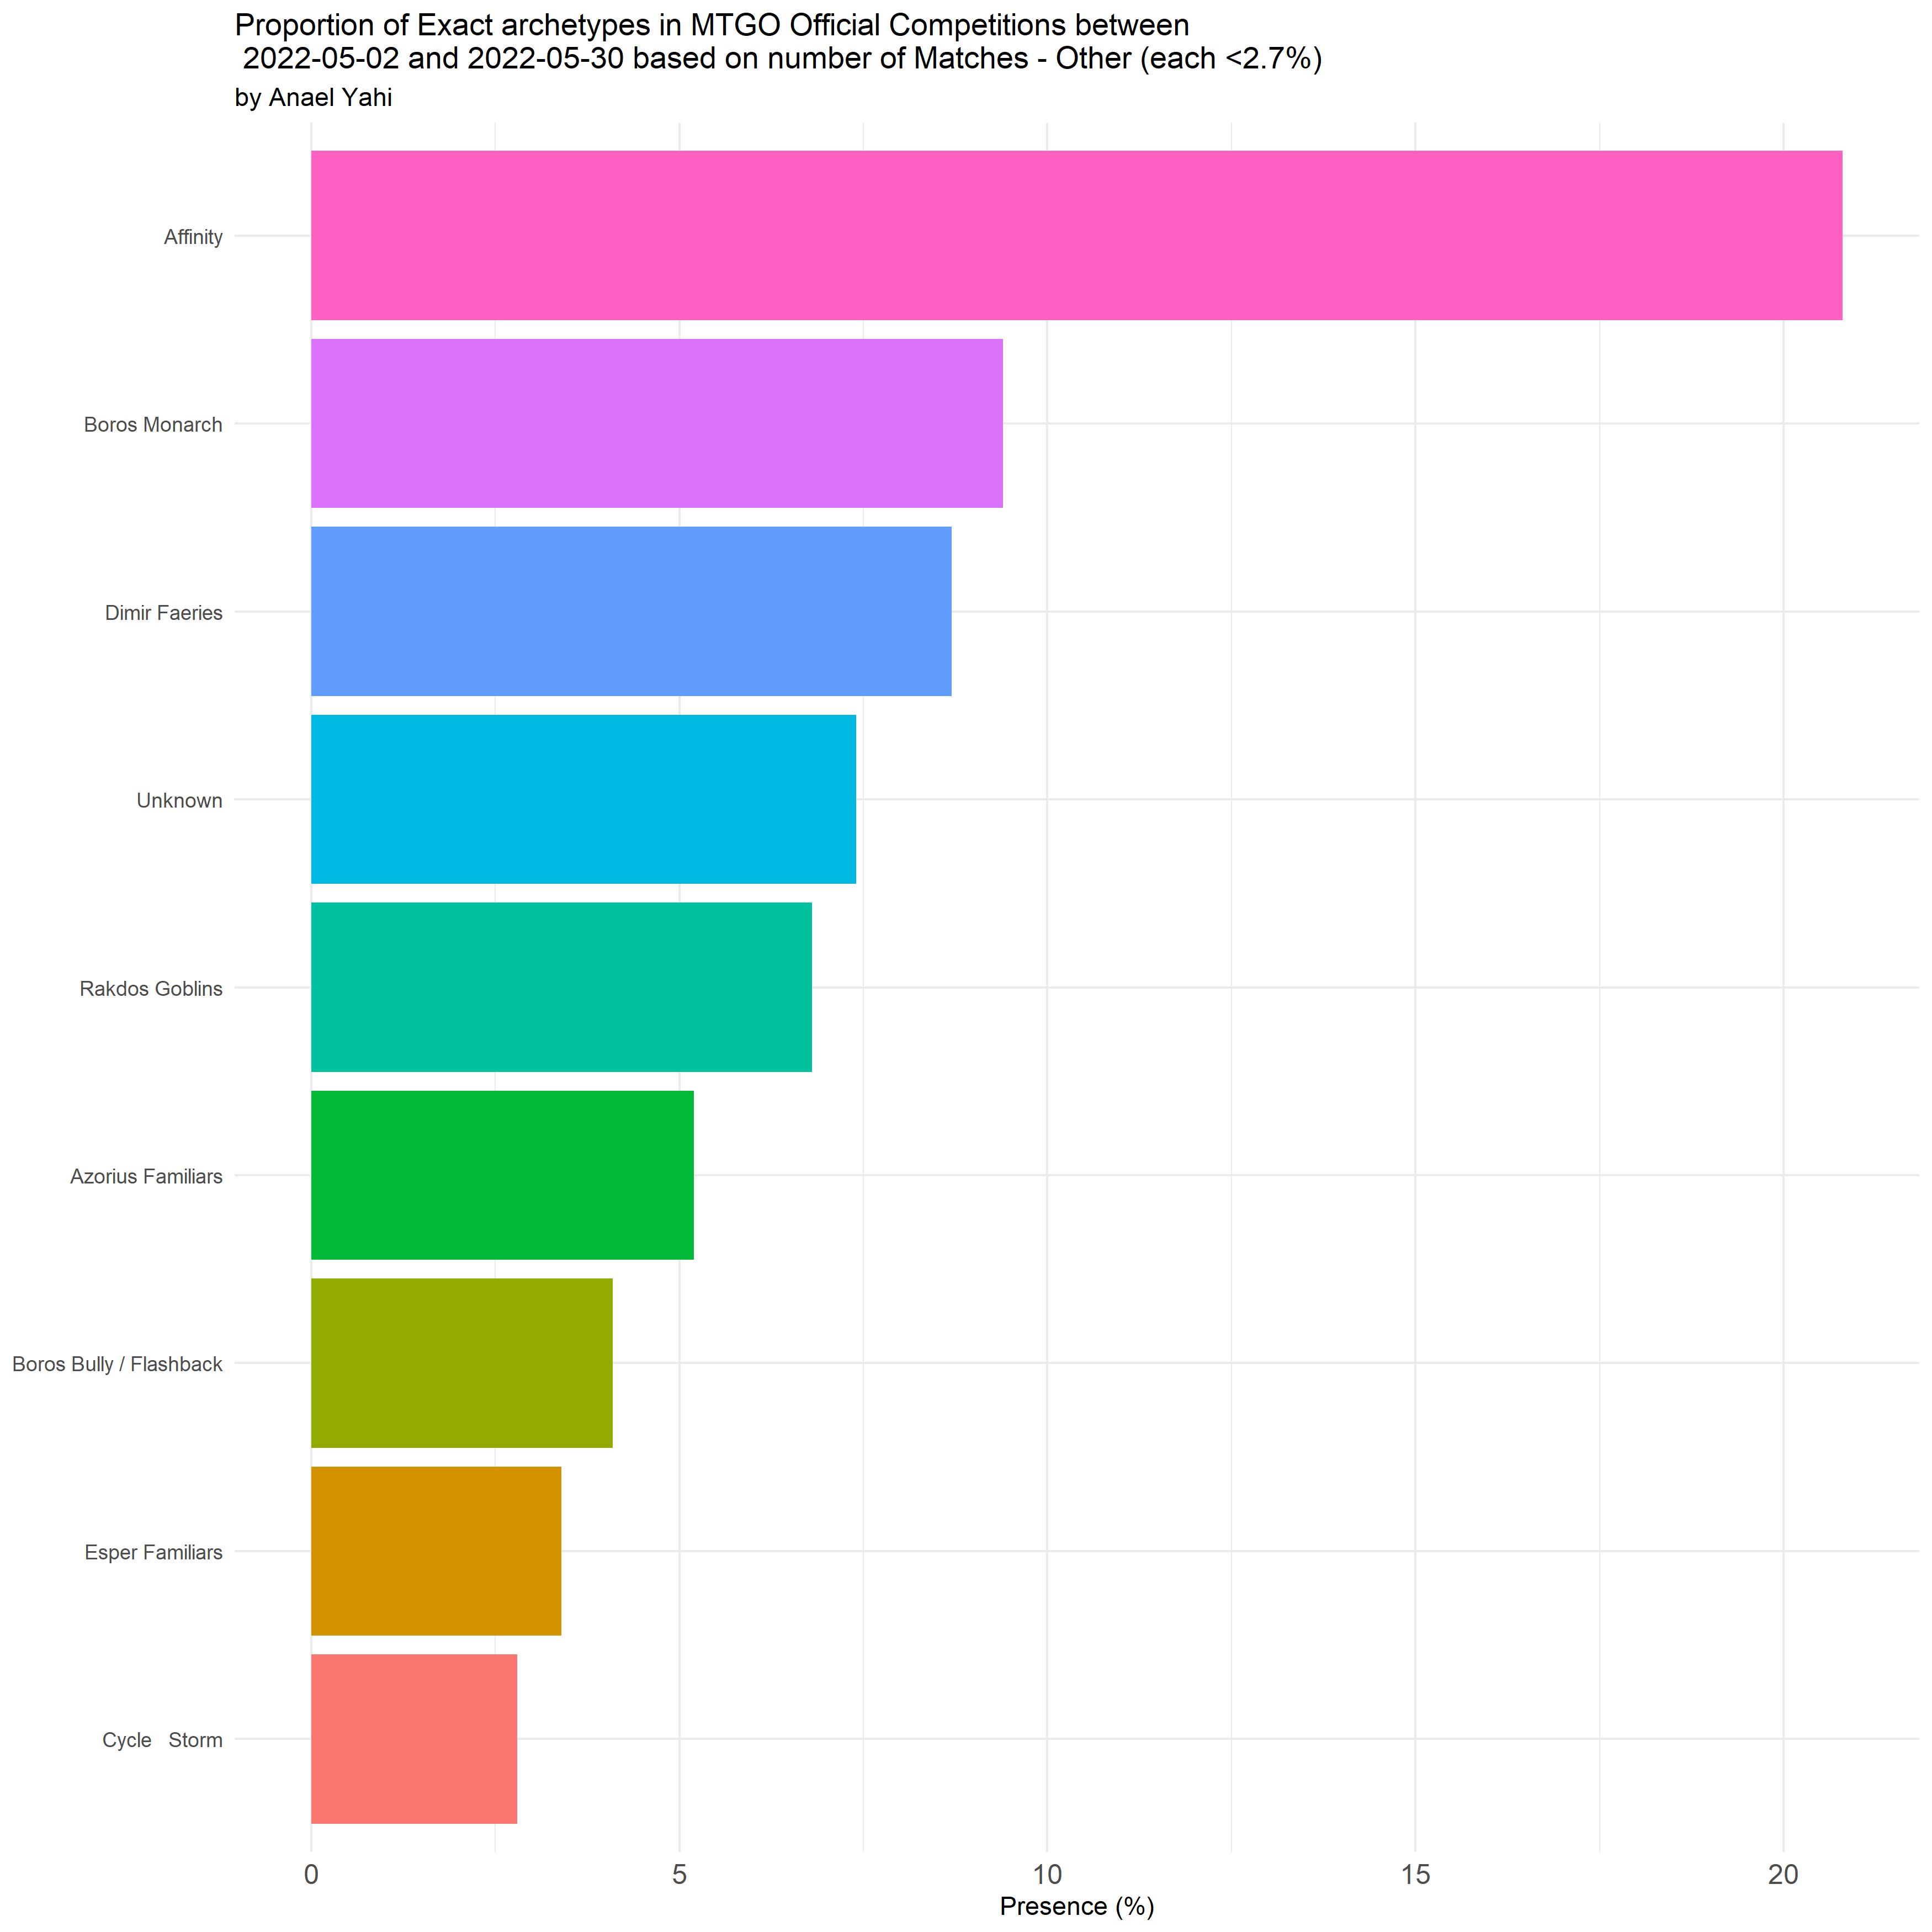 Proportion of Exact archetypes in MTGO Official Competitions between
2022-05-02 and 2022-05-30 based on number of Matches - Other (each <2.7%)
by Anael Yahi
Affinity
Boros Monarch
Dimir Faeries
Unknown
Rakdos Goblins
Azorius Familiars
Boros Bully / Flashback
Esper Familiars
Cycle   Storm
0 5 10 15 20
Presence (%)